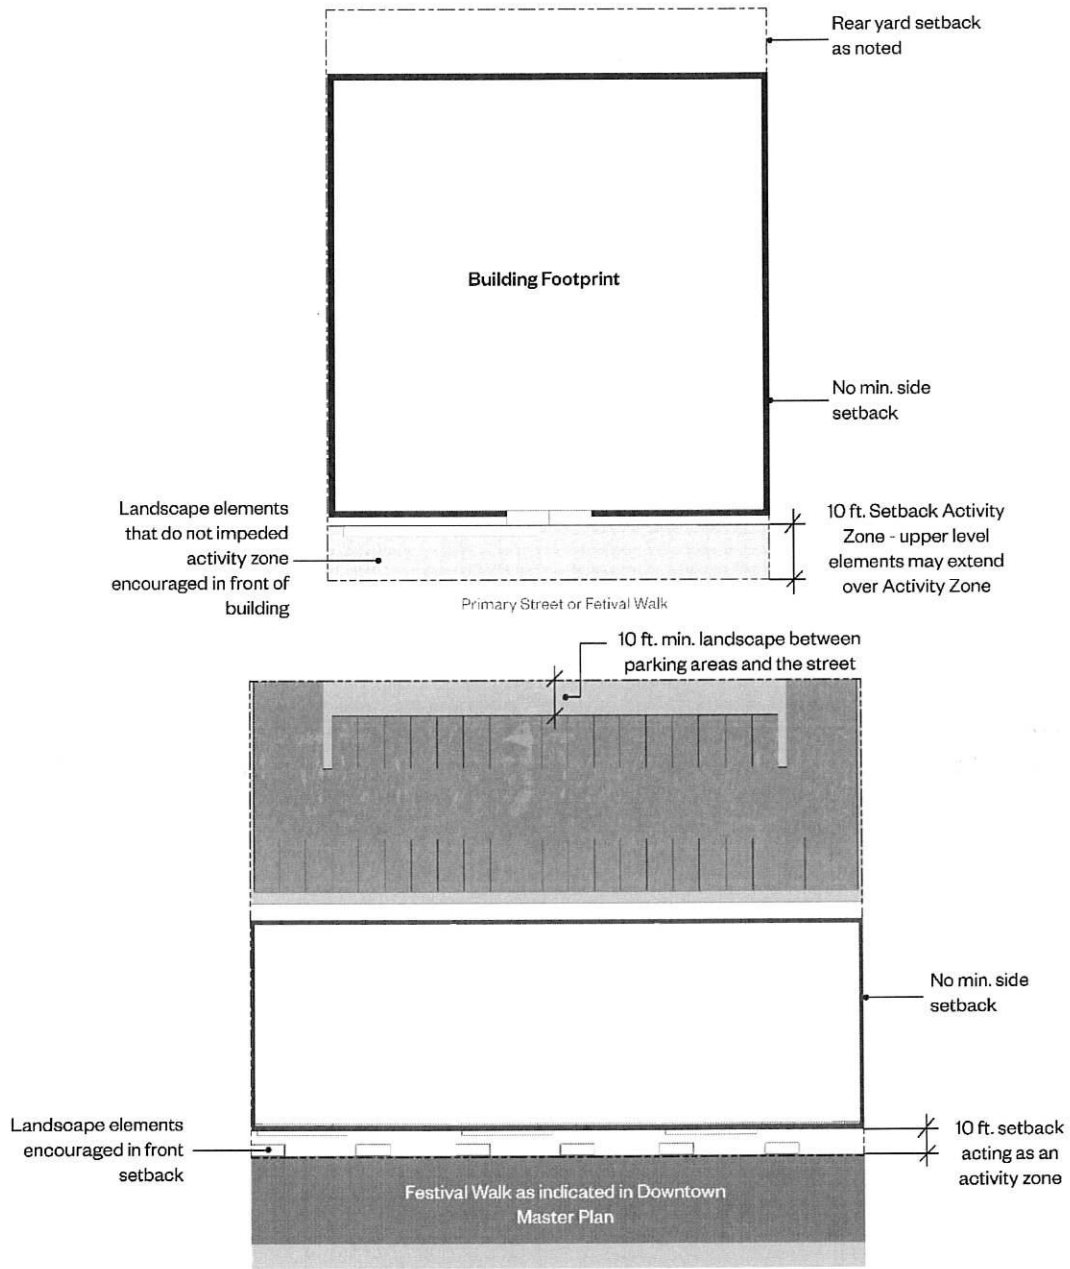 Rear yard setback
as noted
Building Footprint
No min. side
setback
Landscape elements
that do not impeded
activity zone
encouraged in front of
building
10 ft. Setback Activity
Zone - upper level
elements may extend
over Activity Zone
Primary Street or Fetival Walk
10 ft. min. landscape between
parking areas and the street
No min. side
setback
Landscape elements
encouraged in front
setback
10 ft. setback
acting as an
activity zone
Festival Walk as indicated in Downtown
Master Plan